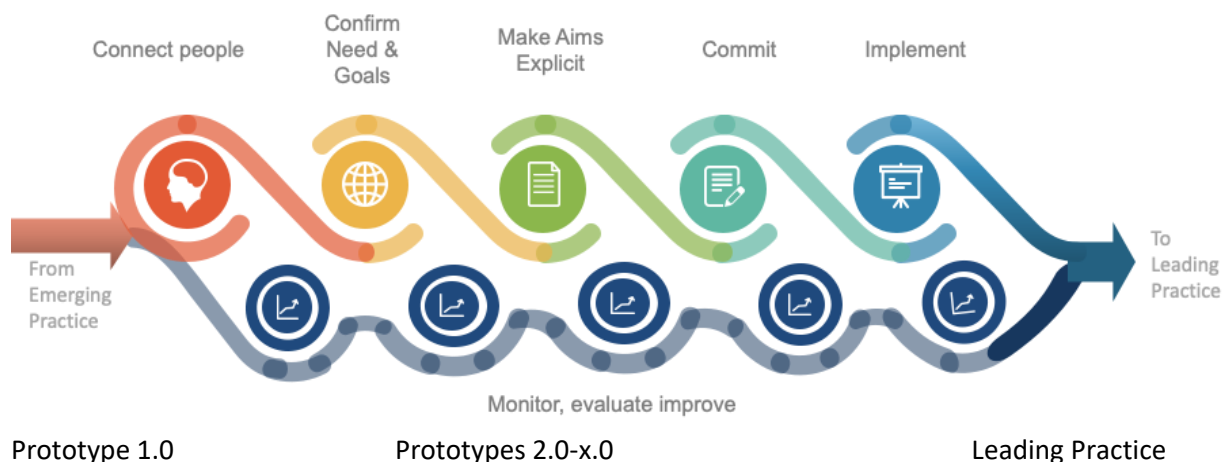 Connect people
Confirm
Need &
Goals
Make Aims
Explicit
Commit
Implement
From
Emerging
Practice
To
Leading
Practice
Monitor, evaluate improve
Prototype 1.0
Prototypes 2.0-x.0
Leading Practice